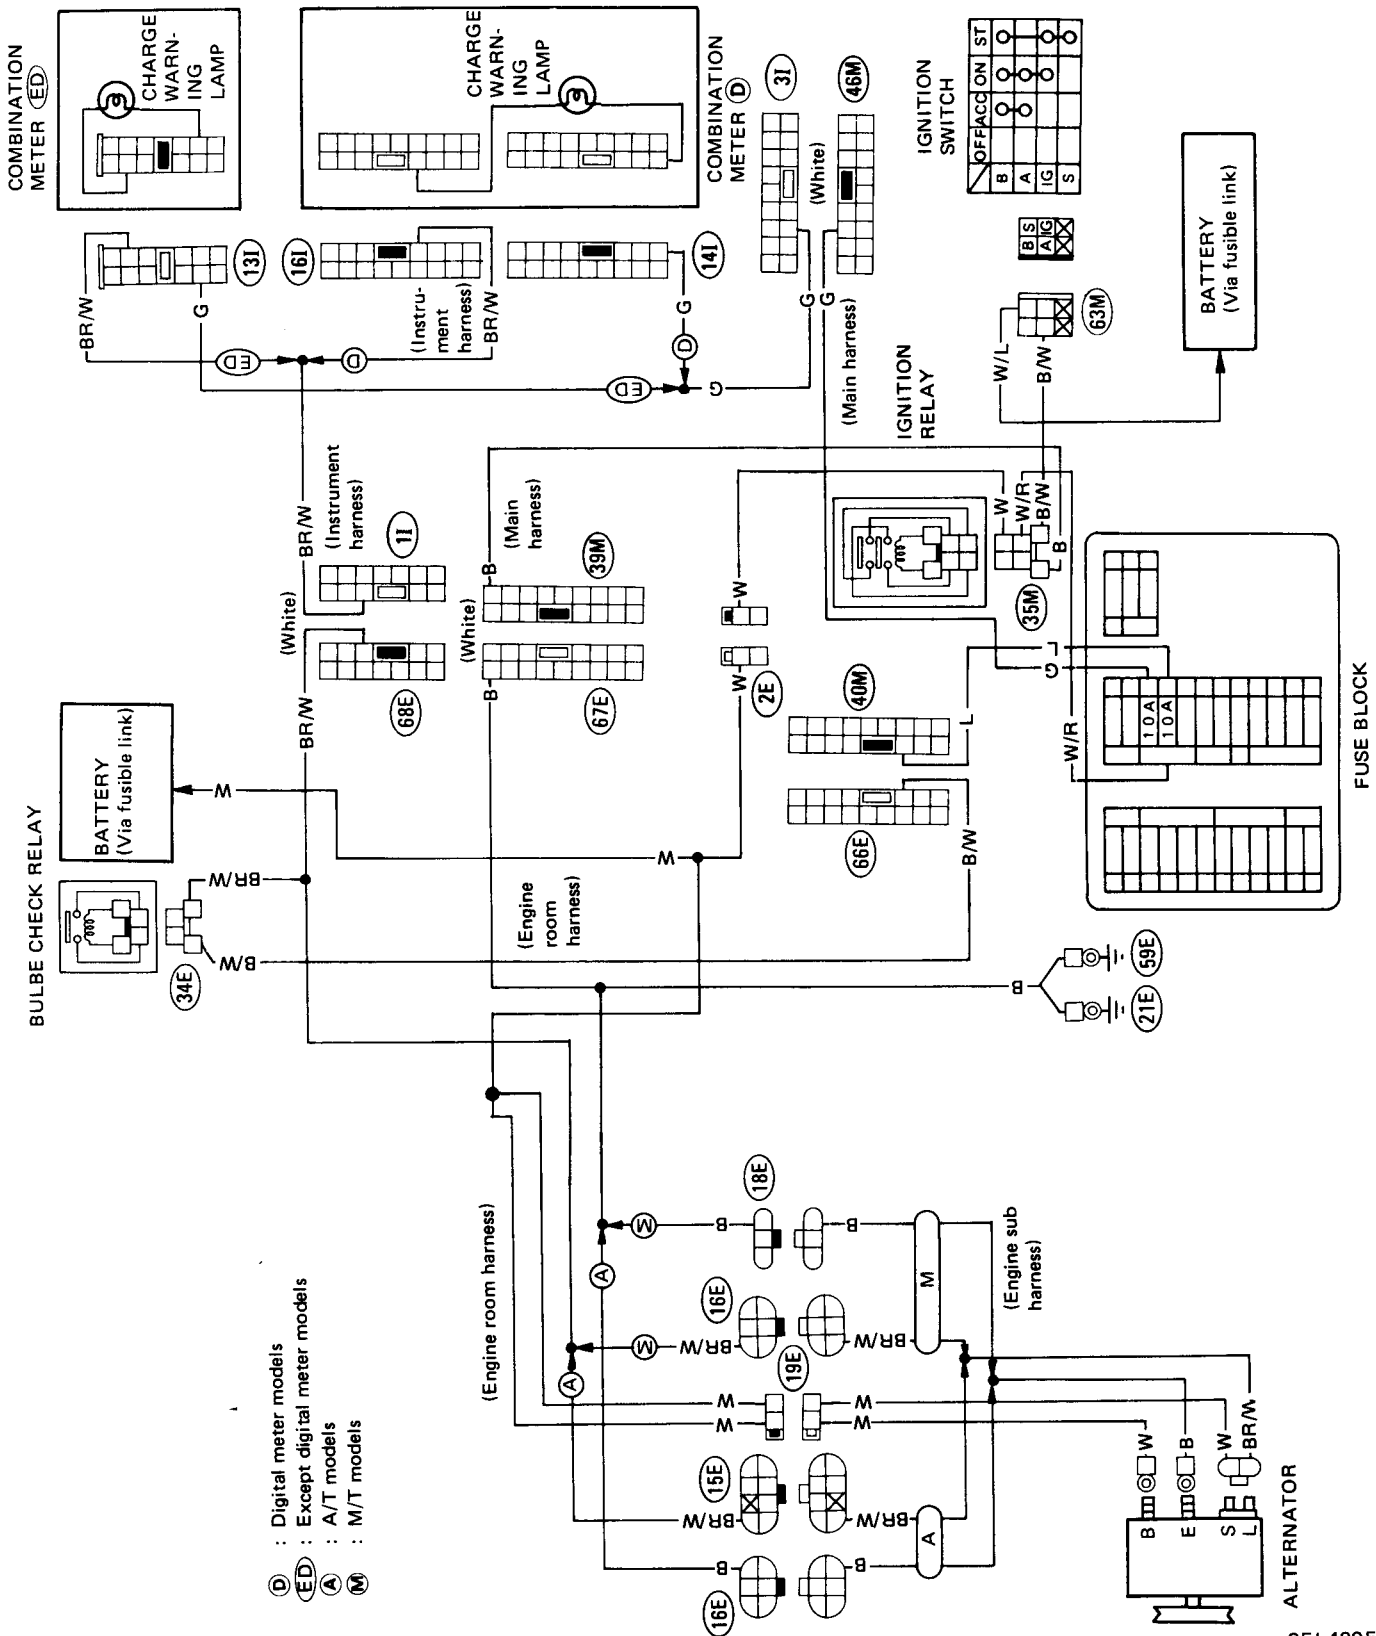 COMBINATION
METER (ED)
CHARGE
WARN-
ING
LAMP
CHARGE
WARN-
ING
LAMP
COMBINATION
METER (D)
3I
46M
(White)
IGNITION
SWITCH
OFF ACC ON ST
B
A
IG
S
13I
16I
14I
BR/W
G
(Instru-
ment
harness)
BR/W
G
ED
D
D
ED
G
G
G
(Main harness)
B S
A IG
63M
W/L
B/W
BATTERY
(Via fusible link)
IGNITION
RELAY
BR/W
(Instrument
harness)
1I
(White)
68E
BR/W
B
(Main
harness)
39M
(White)
67E
B
W
2E
W
W
W/R
B/W
B
35M
40M
L
L
G
66E
B/W
W/R
10A
10A
FUSE BLOCK
BULBE CHECK RELAY
BATTERY
(Via fusible link)
W
W
BR/W
B/W
34E
(Engine
room
harness)
B
59E
21E
(Engine room harness)
18E
16E
19E
15E
16E
M
A
M
A
B
BR/W
W
W
BR/W
B
B
BR/W
W
W
BR/W
B
M
A
(Engine sub
harness)
W
B
W
BR/W
B
E
S
L
ALTERNATOR
(D) : Digital meter models
(ED) : Except digital meter models
(A) : A/T models
(M) : M/T models